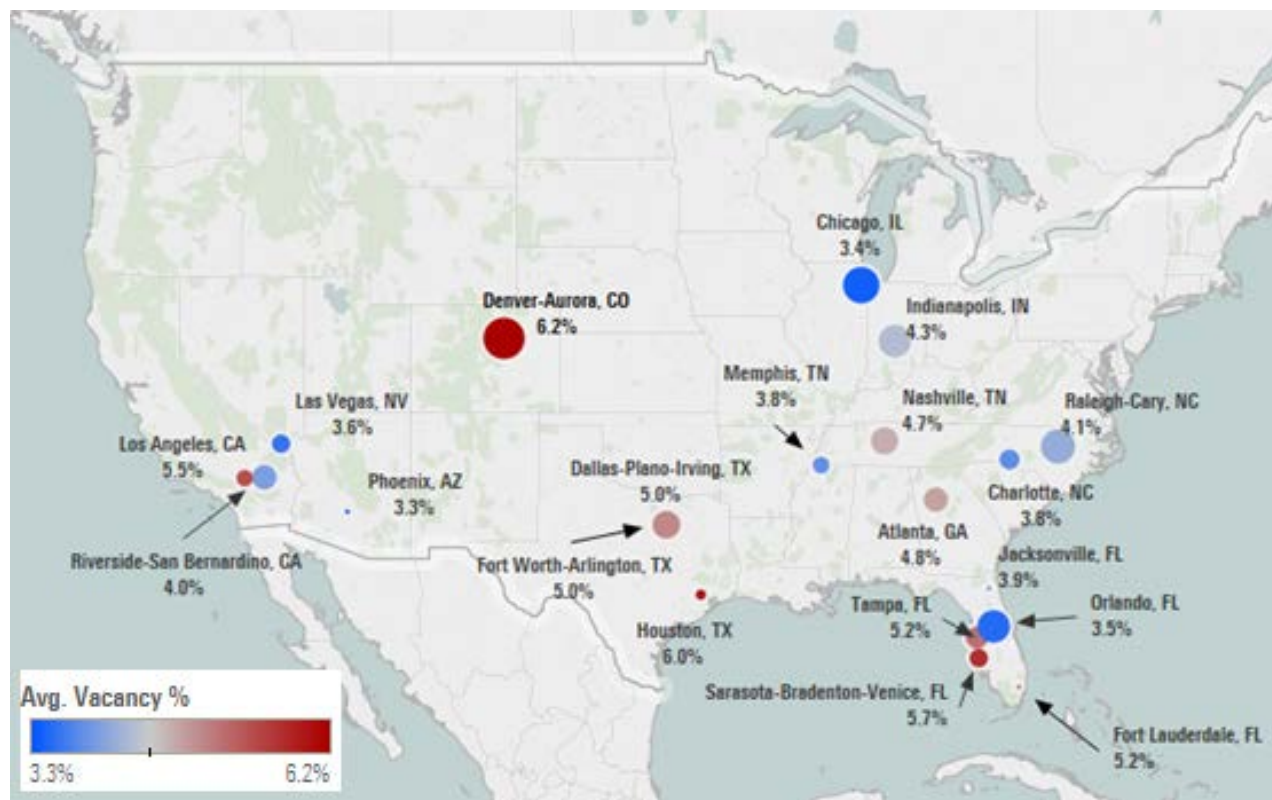 Chicago, IL
3.4%
Denver-Aurora, CO
6.2%
Indianapolis, IN
4.3%
Memphis, TN
3.8%
Nashville, TN
4.7%
Raleigh-Cary, NC
4.1%
Las Vegas, NV
3.6%
Los Angeles, CA
5.5%
Phoenix, AZ
3.3%
Dallas-Plano-Irving, TX
5.0%
Charlotte, NC
3.8%
Atlanta, GA
4.8%
Riverside-San Bernardino, CA
4.0%
Fort Worth-Arlington, TX
5.0%
Jacksonville, FL
3.9%
Tampa, FL
5.2%
Orlando, FL
3.5%
Houston, TX
6.0%
Sarasota-Bradenton-Venice, FL
5.7%
Fort Lauderdale, FL
5.2%
Avg. Vacancy %
3.3% 6.2%